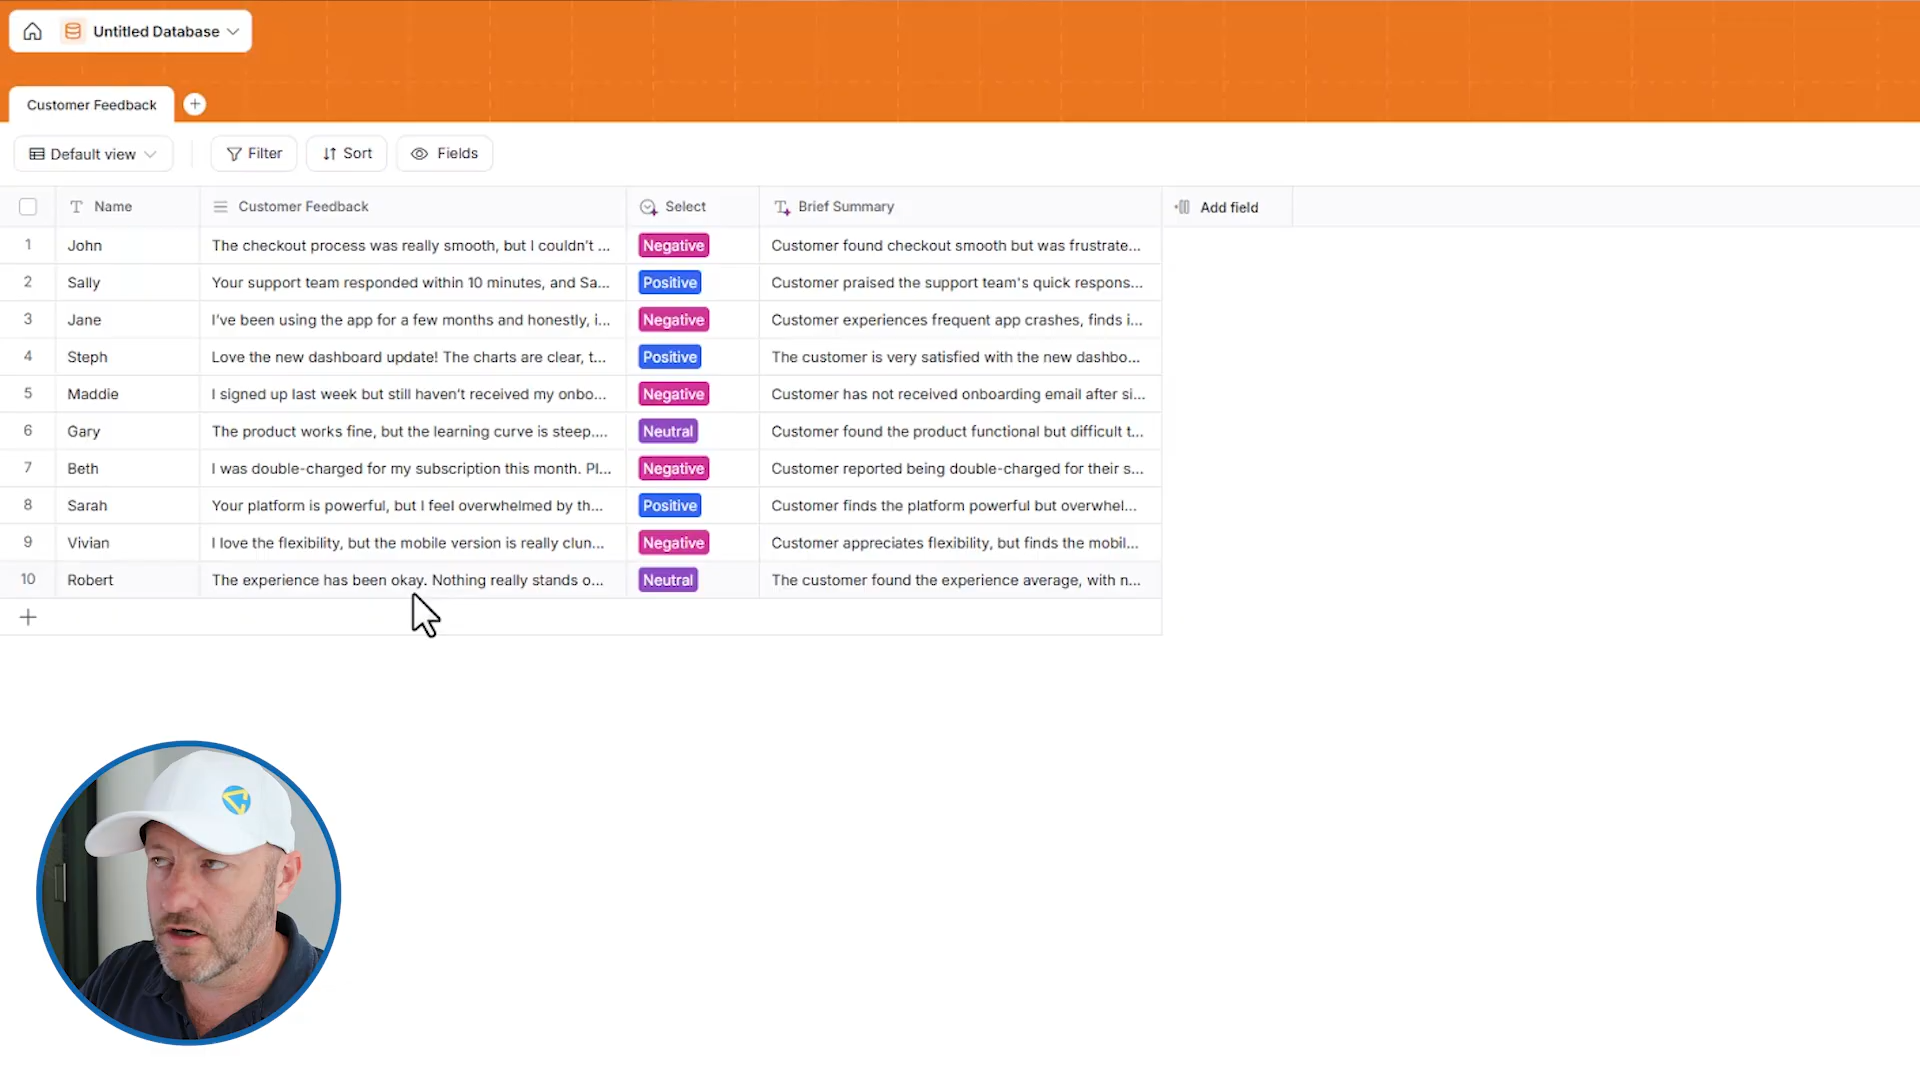 Untitled Database
Customer Feedback
Default view
Filter
Sort
Fields
Name
Customer Feedback
Select
Brief Summary
Add field
1 John The checkout process was really smooth, but I couldn't ... Negative Customer found checkout smooth but was frustrate...
2 Sally Your support team responded within 10 minutes, and Sa... Positive Customer praised the support team's quick respons...
3 Jane I've been using the app for a few months and honestly, i... Negative Customer experiences frequent app crashes, finds i...
4 Steph Love the new dashboard update! The charts are clear, t... Positive The customer is very satisfied with the new dashbo...
5 Maddie I signed up last week but still haven't received my onbo... Negative Customer has not received onboarding email after si...
6 Gary The product works fine, but the learning curve is steep.... Neutral Customer found the product functional but difficult t...
7 Beth I was double-charged for my subscription this month. Pl... Negative Customer reported being double-charged for their s...
8 Sarah Your platform is powerful, but I feel overwhelmed by th... Positive Customer finds the platform powerful but overwhel...
9 Vivian I love the flexibility, but the mobile version is really clun... Negative Customer appreciates flexibility, but finds the mobil...
10 Robert The experience has been okay. Nothing really stands o... Neutral The customer found the experience average, with n...